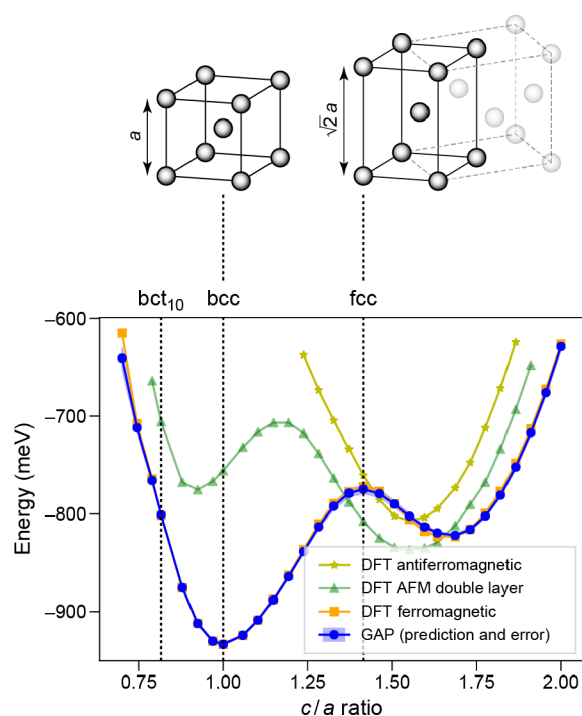 a
√2 a
bct10 bcc fcc
−600
−700
−800
−900
Energy (meV)
DFT antiferromagnetic
DFT AFM double layer
DFT ferromagnetic
GAP (prediction and error)
0.75 1.00 1.25 1.50 1.75 2.00
c / a ratio